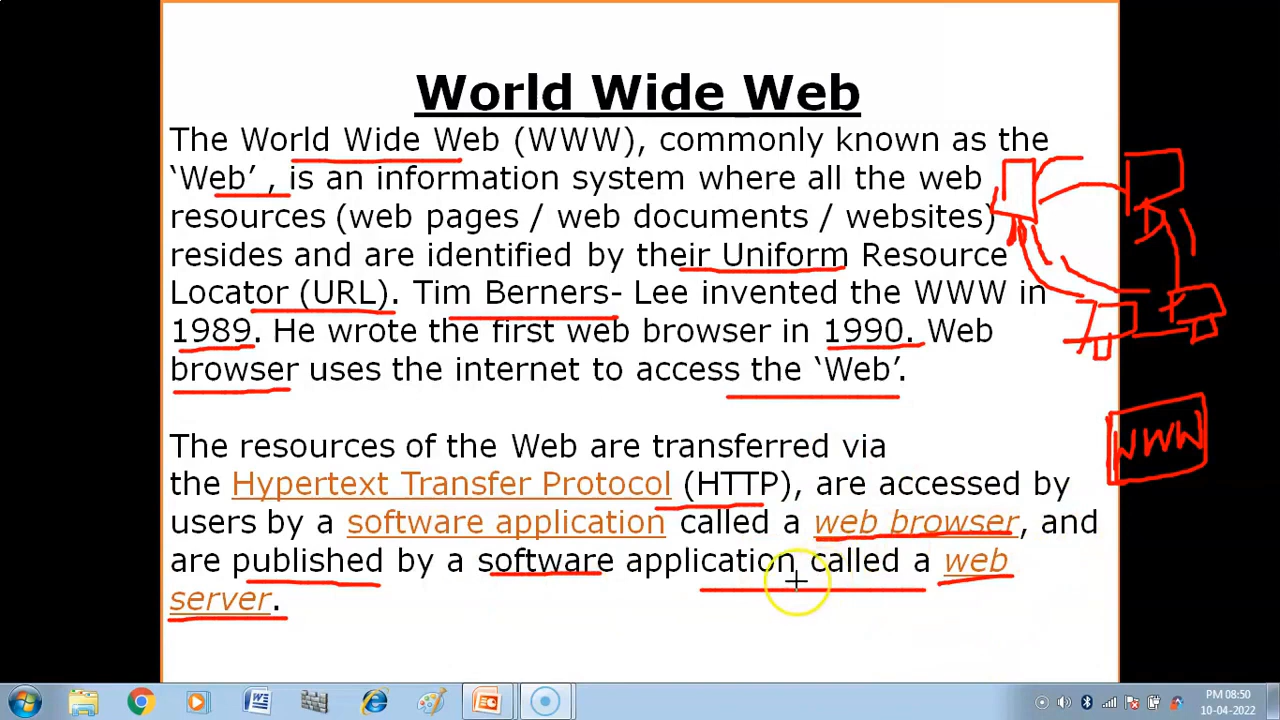 World Wide Web
The World Wide Web (WWW), commonly known as the
‘Web’ , is an information system where all the web
resources (web pages / web documents / websites)
resides and are identified by their Uniform Resource
Locator (URL). Tim Berners- Lee invented the WWW in
1989. He wrote the first web browser in 1990. Web
browser uses the internet to access the ‘Web’.
WWW
The resources of the Web are transferred via
the Hypertext Transfer Protocol (HTTP), are accessed by
users by a software application called a web browser, and
are published by a software application called a web
server.
PM 08:50
10-04-2022